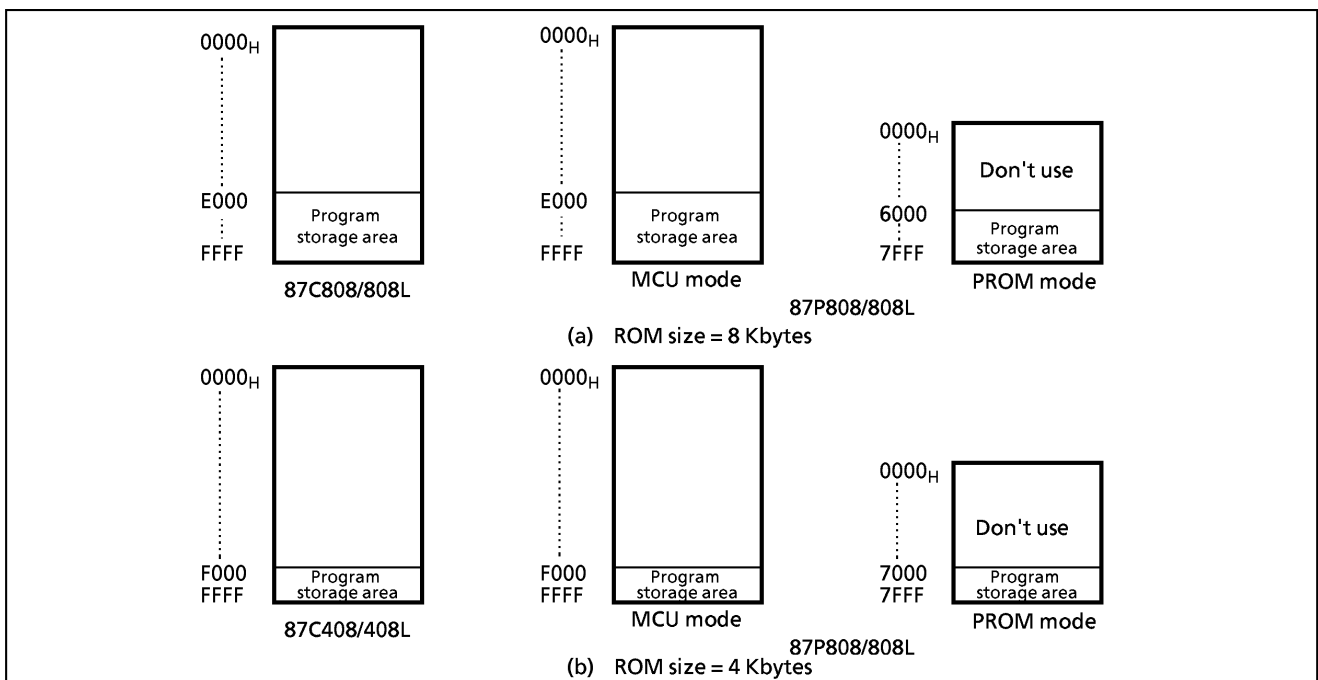 0000H
E000
FFFF
Program
storage area
87C808/808L
0000H
E000
FFFF
Program
storage area
MCU mode
0000H
6000
7FFF
Don't use
Program
storage area
PROM mode
87P808/808L
(a) ROM size = 8 Kbytes
0000H
F000
FFFF
Program
storage area
87C408/408L
0000H
F000
FFFF
Program
storage area
MCU mode
0000H
7000
7FFF
Don't use
Program
storage area
PROM mode
87P808/808L
(b) ROM size = 4 Kbytes